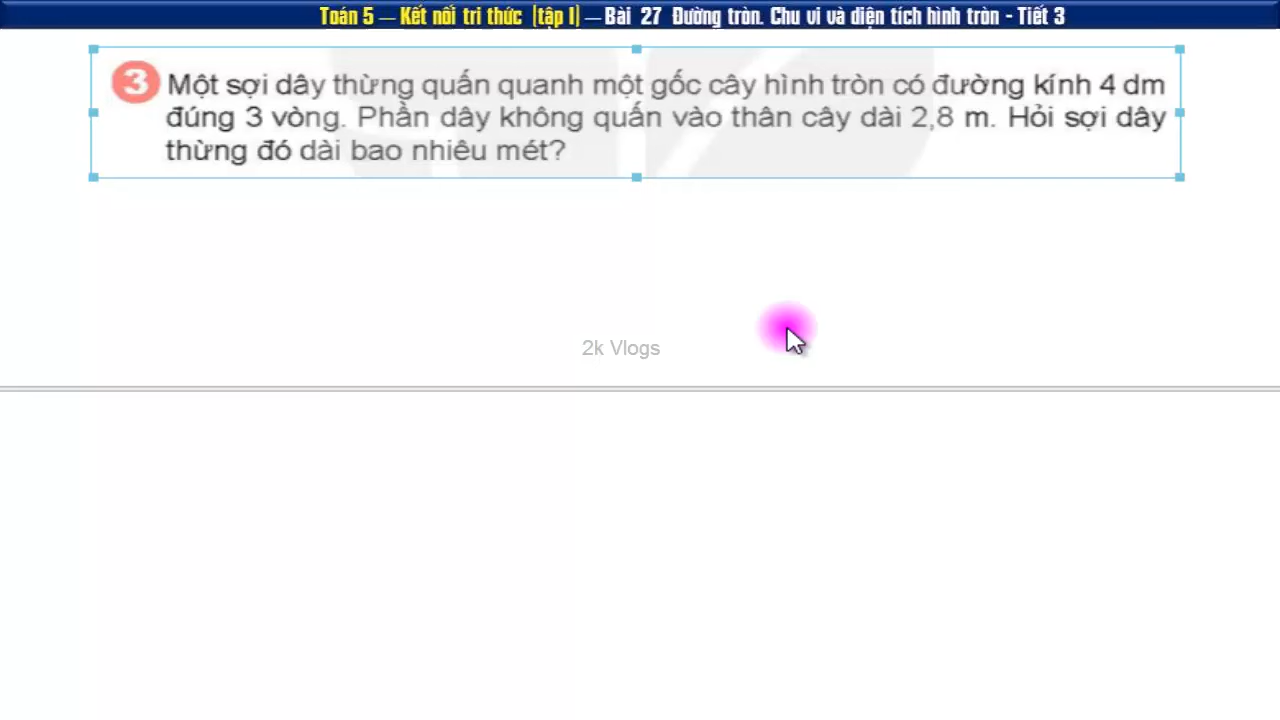 Toán 5 — Kết nối tri thức (tập I) — Bài 27 Đường tròn. Chu vi và diện tích hình tròn - Tiết 3
3 Một sợi dây thừng quấn quanh một gốc cây hình tròn có đường kính 4 dm
đúng 3 vòng. Phần dây không quấn vào thân cây dài 2,8 m. Hỏi sợi dây
thừng đó dài bao nhiêu mét?
2k Vlogs